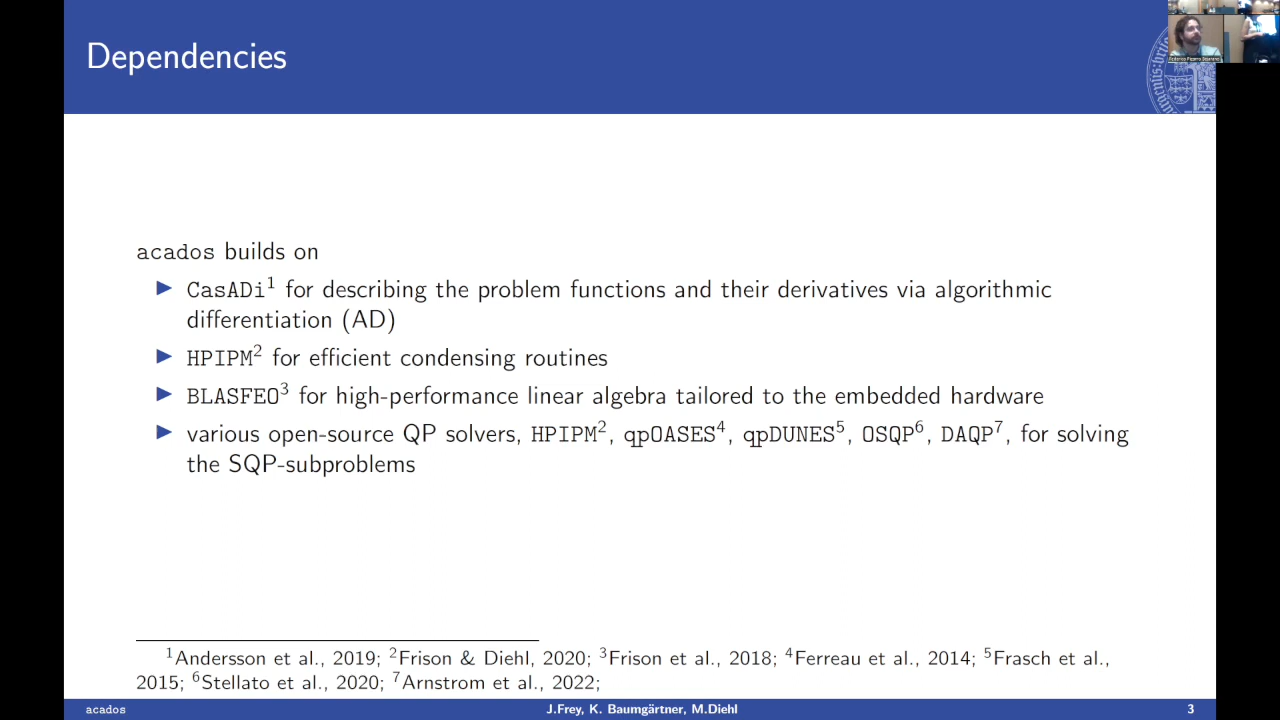 Dependencies
acados builds on
▶ CasADi¹ for describing the problem functions and their derivatives via algorithmic
differentiation (AD)
▶ HPIPM² for efficient condensing routines
▶ BLASFEO³ for high-performance linear algebra tailored to the embedded hardware
▶ various open-source QP solvers, HPIPM², qpOASES⁴, qpDUNES⁵, OSQP⁶, DAQP⁷, for solving
the SQP-subproblems
¹Andersson et al., 2019; ²Frison & Diehl, 2020; ³Frison et al., 2018; ⁴Ferreau et al., 2014; ⁵Frasch et al.,
2015; ⁶Stellato et al., 2020; ⁷Arnstrom et al., 2022;
acados J.Frey, K. Baumgärtner, M.Diehl 3